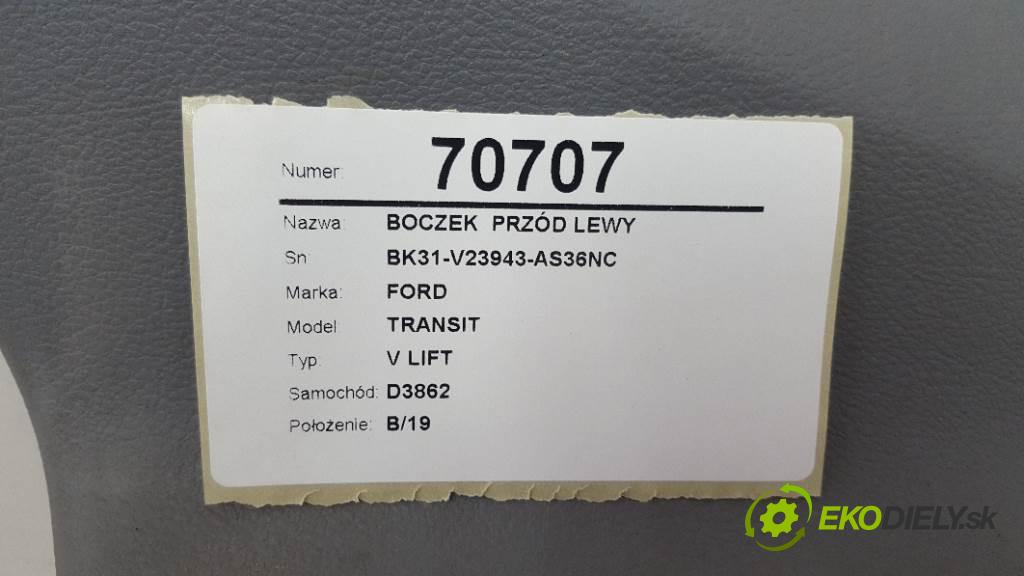 Numer: 70707
Nazwa: BOCZEK PRZÓD LEWY
Sn: BK31-V23943-AS36NC
Marka: FORD
Model: TRANSIT
Typ: V LIFT
Samochód: D3862
Położenie: B/19
EKODIELY.sk